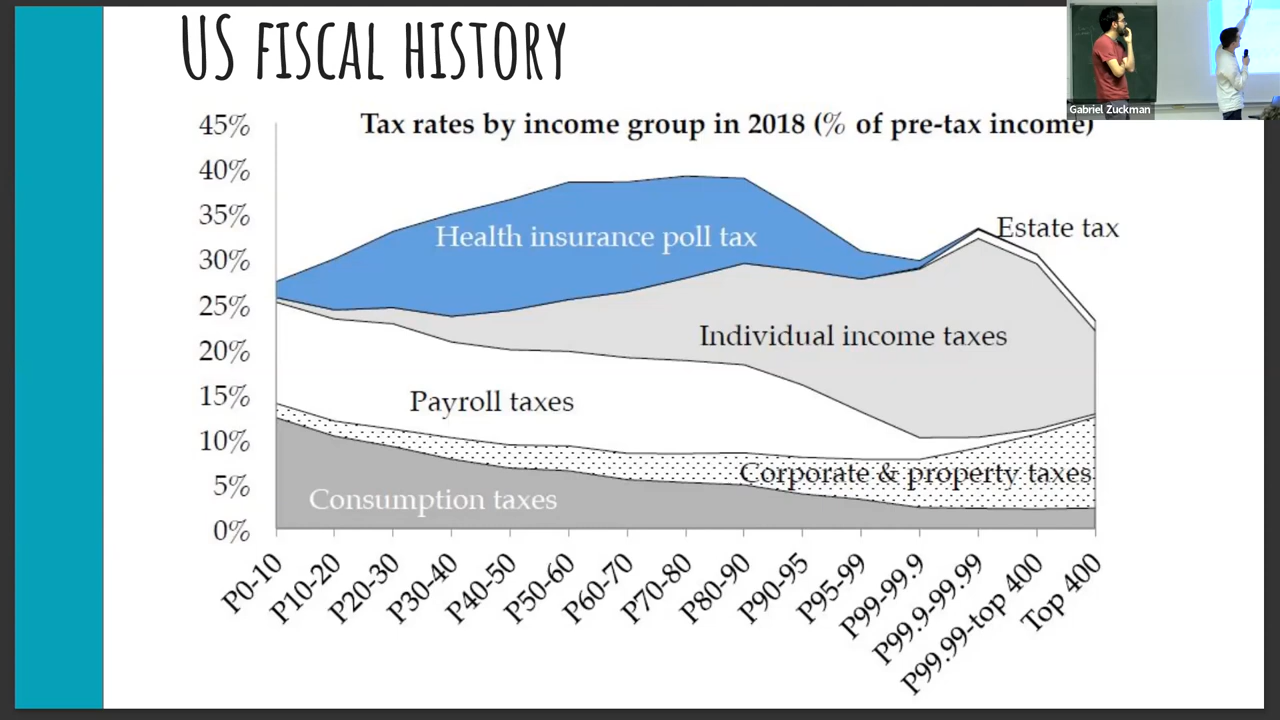 US FISCAL HISTORY
Gabriel Zuckman
Tax rates by income group in 2018 (% of pre-tax income)
45%
40%
35%
30%
25%
20%
15%
10%
5%
0%
Health insurance poll tax
Estate tax
Individual income taxes
Payroll taxes
Corporate & property taxes
Consumption taxes
P0-10
P10-20
P20-30
P30-40
P40-50
P50-60
P60-70
P70-80
P80-90
P90-95
P95-99
P99-99.9
P99.9-99.99
P99.99-top 400
Top 400